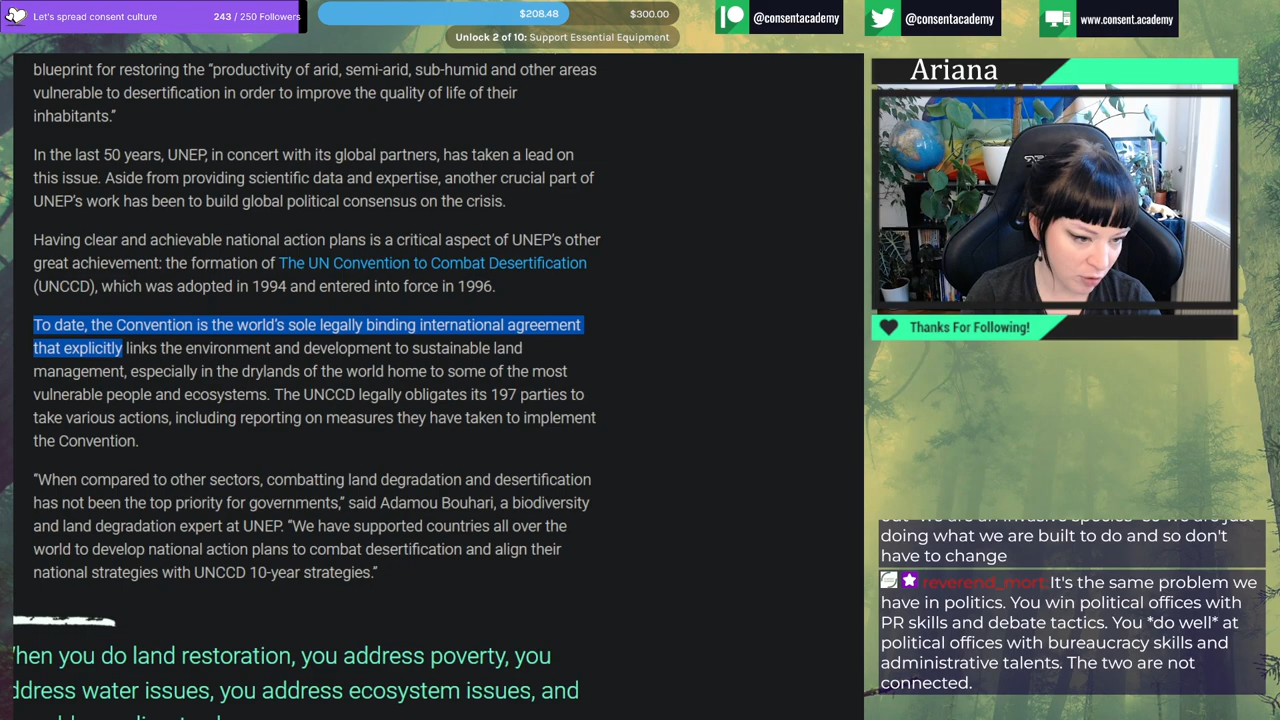 Let's spread consent culture
243 / 250 Followers
$208.48
$300.00
Unlock 2 of 10: Support Essential Equipment
@consentacademy
@consentacademy
www.consent.academy
blueprint for restoring the “productivity of arid, semi-arid, sub-humid and other areas
vulnerable to desertification in order to improve the quality of life of their
inhabitants.”
In the last 50 years, UNEP, in concert with its global partners, has taken a lead on
this issue. Aside from providing scientific data and expertise, another crucial part of
UNEP’s work has been to build global political consensus on the crisis.
Having clear and achievable national action plans is a critical aspect of UNEP’s other
great achievement: the formation of The UN Convention to Combat Desertification
(UNCCD), which was adopted in 1994 and entered into force in 1996.
To date, the Convention is the world’s sole legally binding international agreement
that explicitly links the environment and development to sustainable land
management, especially in the drylands of the world home to some of the most
vulnerable people and ecosystems. The UNCCD legally obligates its 197 parties to
take various actions, including reporting on measures they have taken to implement
the Convention.
“When compared to other sectors, combatting land degradation and desertification
has not been the top priority for governments,” said Adamou Bouhari, a biodiversity
and land degradation expert at UNEP. “We have supported countries all over the
world to develop national action plans to combat desertification and align their
national strategies with UNCCD 10-year strategies.”
When you do land restoration, you address poverty, you
address water issues, you address ecosystem issues, and
Ariana
Thanks For Following!
but "we are an invasive species" so we are just
doing what we are built to do and so don't
have to change
reverend_mort It's the same problem we
have in politics. You win political offices with
PR skills and debate tactics. You *do well* at
political offices with bureaucracy skills and
administrative talents. The two are not
connected.